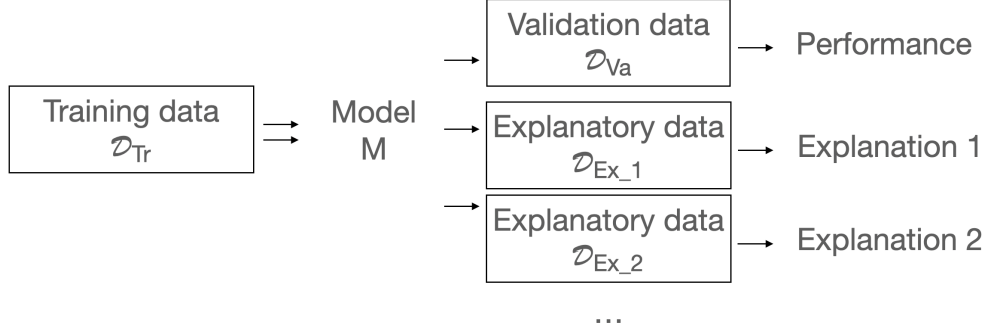 Training data
𝒟Tr
Model
M
Validation data
𝒟Va
Performance
Explanatory data
𝒟Ex_1
Explanation 1
Explanatory data
𝒟Ex_2
Explanation 2
...